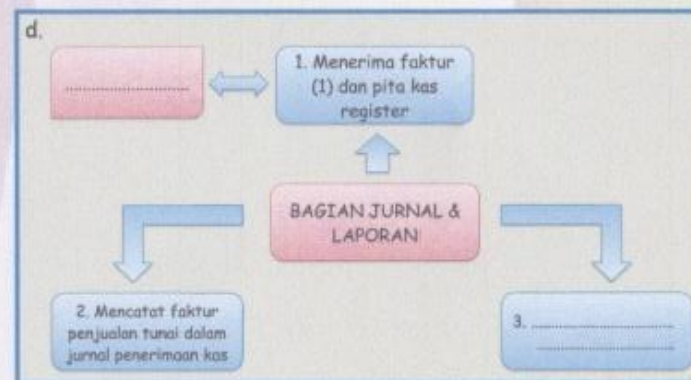 d.
........................
1. Menerima faktur
(1) dan pita kas
register
BAGIAN JURNAL &
LAPORAN
2. Mencatat faktur
penjualan tunai dalam
jurnal penerimaan kas
3. ............................
...........................